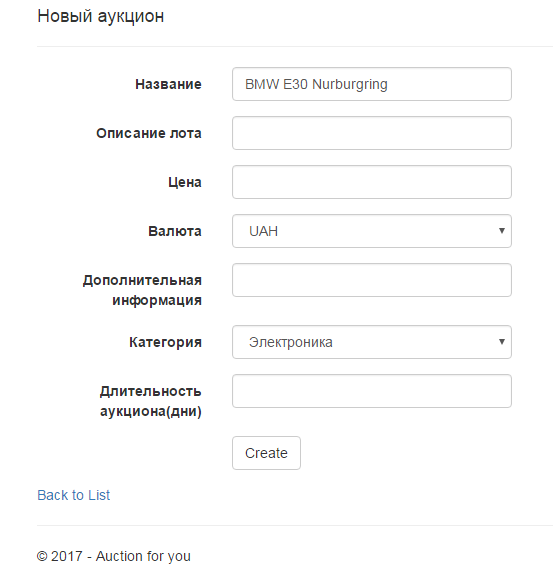 Новый аукцион
Название BMW E30 Nurburgring
Описание лота
Цена
Валюта UAH
Дополнительная
информация
Категория Электроника
Длительность
аукциона(дни)
Create
Back to List
© 2017 - Auction for you